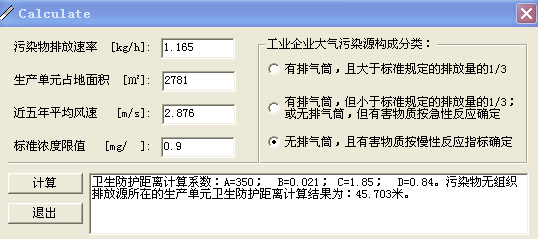 Calculate
污染物排放速率 [kg/h]: 1.165
生产单元占地面积 [㎡]: 2781
近五年平均风速 [m/s]: 2.876
标准浓度限值 [mg/ ]: 0.9
工业企业大气污染源构成分类：
有排气筒，且大于标准规定的排放量的1/3
有排气筒，但小于标准规定的排放量的1/3；
或无排气筒，但有害物质按急性反应确定
无排气筒，且有害物质按慢性反应指标确定
计算
退出
卫生防护距离计算系数：A=350； B=0.021； C=1.85； D=0.84。污染物无组织
排放源所在的生产单元卫生防护距离计算结果为：45.703米。